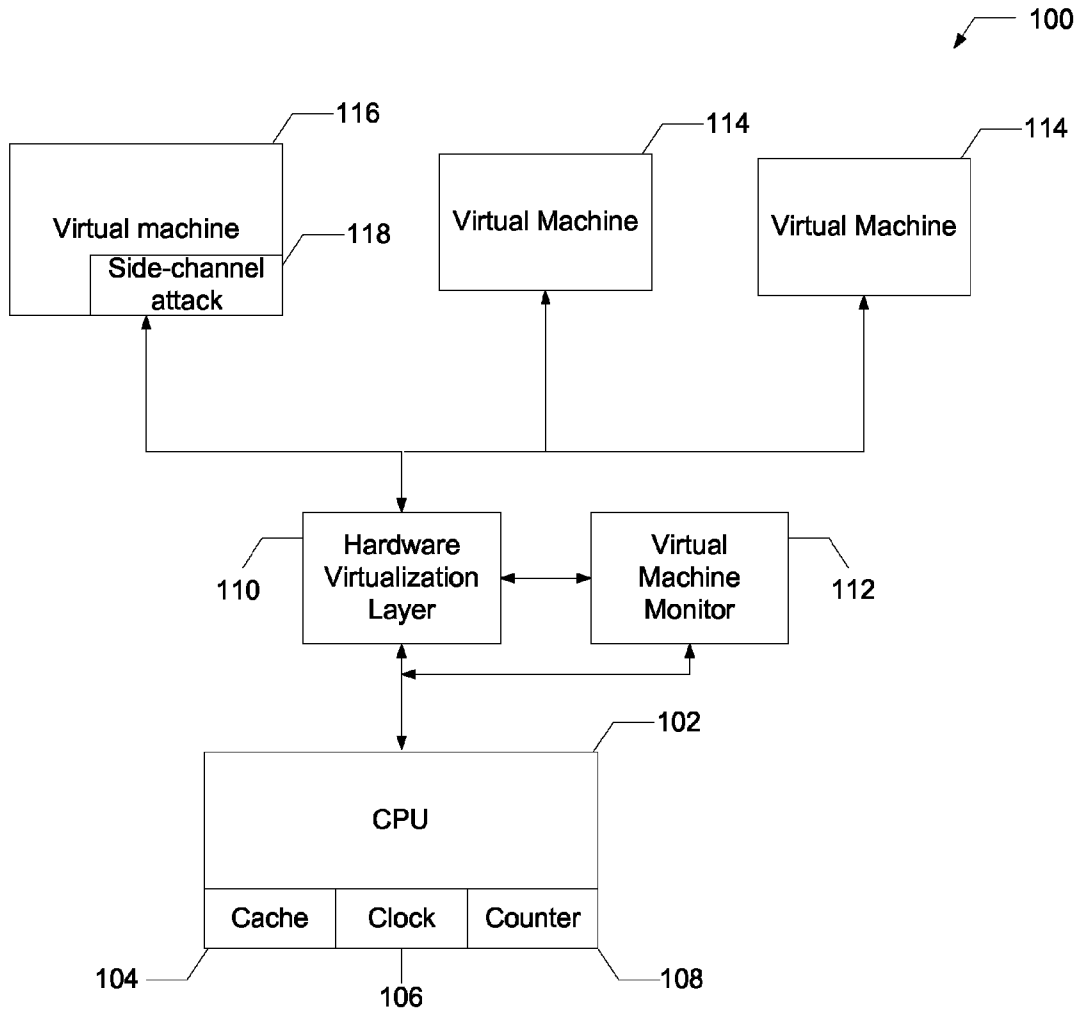 100
116
114
114
Virtual machine
118
Side-channel
attack
Virtual Machine
Virtual Machine
110
Hardware
Virtualization
Layer
Virtual
Machine
Monitor
112
102
CPU
Cache
Clock
Counter
104
106
108